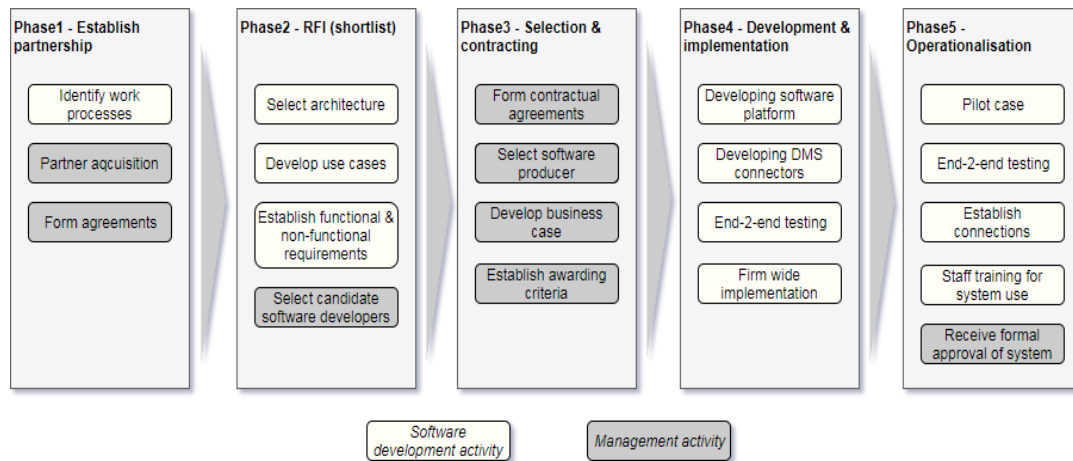 Phase1 - Establish
partnership
Identify work
processes
Partner aqcuisition
Form agreements
Phase2 - RFI (shortlist)
Select architecture
Develop use cases
Establish functional &
non-functional
requirements
Select candidate
software developers
Phase3 - Selection &
contracting
Form contractual
agreements
Select software
producer
Develop business
case
Establish awarding
criteria
Phase4 - Development &
implementation
Developing software
platform
Developing DMS
connectors
End-2-end testing
Firm wide
implementation
Phase5 -
Operationalisation
Pilot case
End-2-end testing
Establish
connections
Staff training for
system use
Receive formal
approval of system
Software
development activity
Management activity